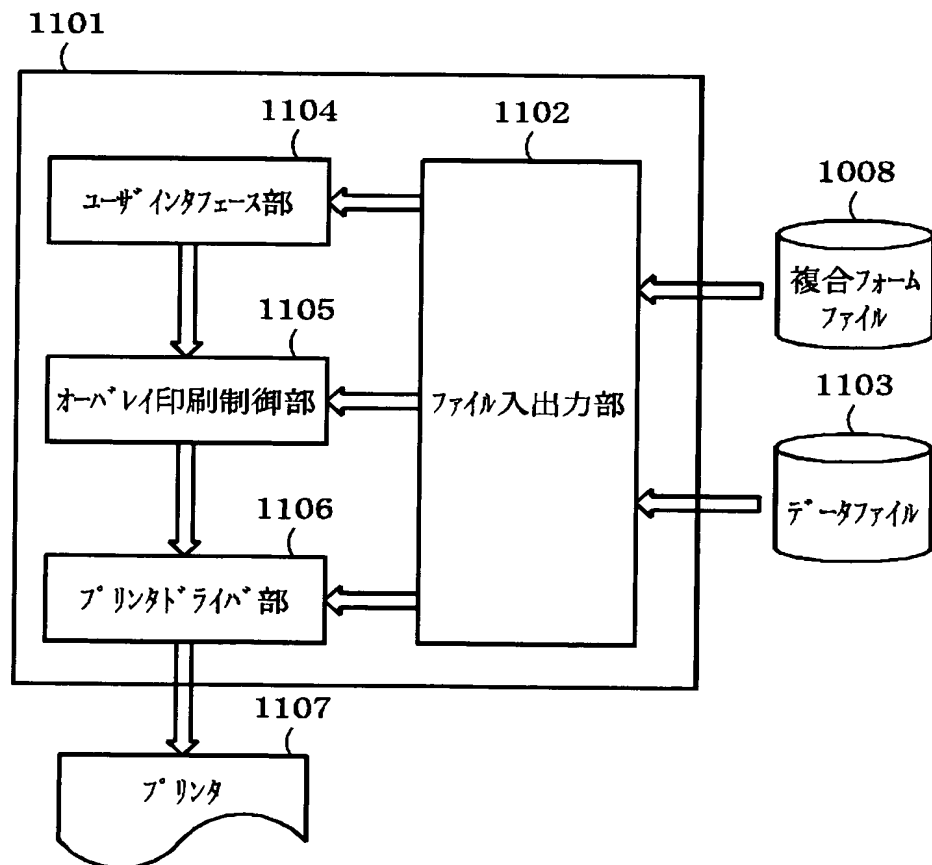 1101
1104
ユーザインタフェース部
1102
ファイル入出力部
1008
複合フォーム
ファイル
1105
オーバレイ印刷制御部
1103
データファイル
1106
プリンタドライバ部
1107
プリンタ